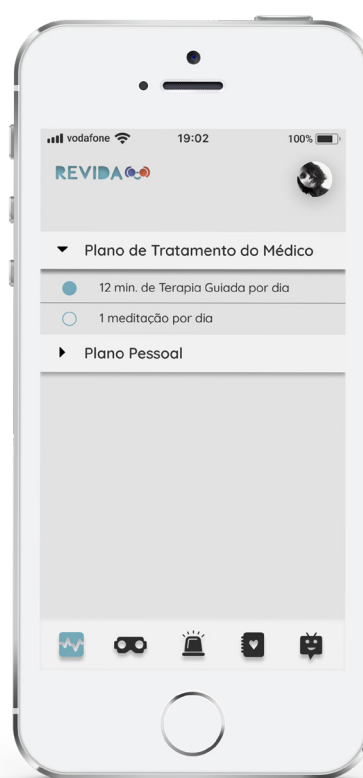 vodafone 19:02 100%
REVIDA
Plano de Tratamento do Médico
12 min. de Terapia Guiada por dia
1 meditação por dia
Plano Pessoal